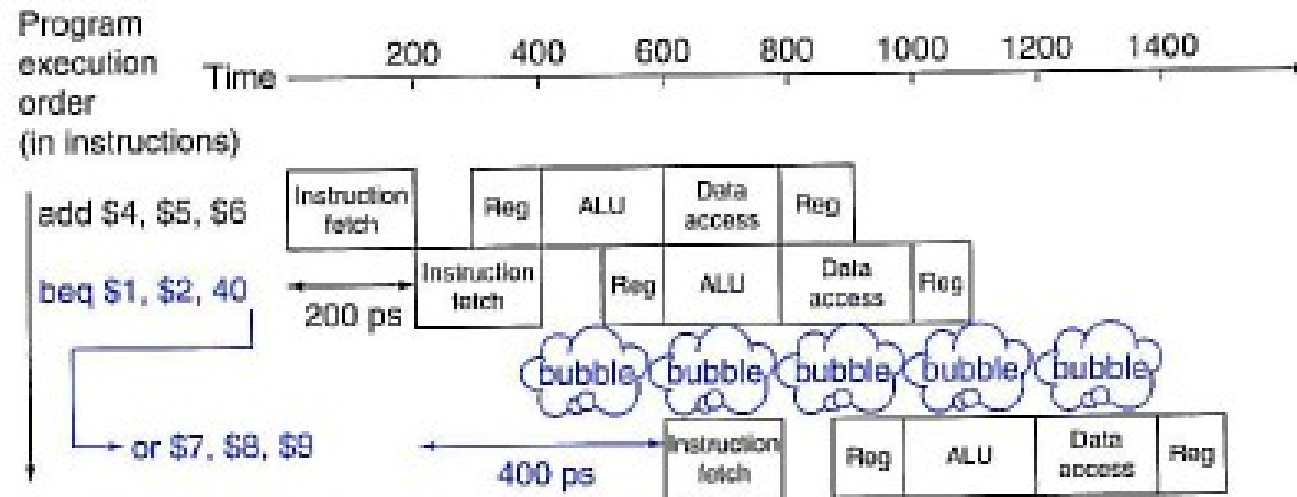 Program
execution
order
(in instructions)
Time
200 400 600 800 1000 1200 1400
add $4, $5, $6
Instruction
fetch
Reg
ALU
Data
access
Reg
beq $1, $2, 40
200 ps
Instruction
fetch
Reg
ALU
Data
access
Reg
bubble bubble bubble bubble bubble
or $7, $8, $9
400 ps
Instruction
fetch
Reg
ALU
Data
access
Reg